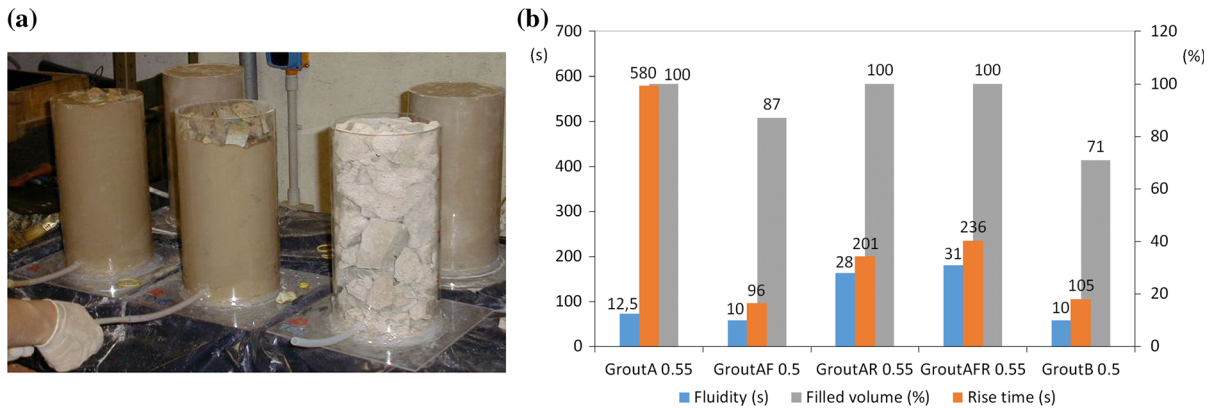 (a)
(b)
700
600
500
400
300
200
100
0
(s)
120
100
80
60
40
20
0
(%)
580
100
12,5
87
96
10
100
201
28
100
236
31
71
105
10
GroutA 0.55
GroutAF 0.5
GroutAR 0.55
GroutAFR 0.55
GroutB 0.5
Fluidity (s)
Filled volume (%)
Rise time (s)